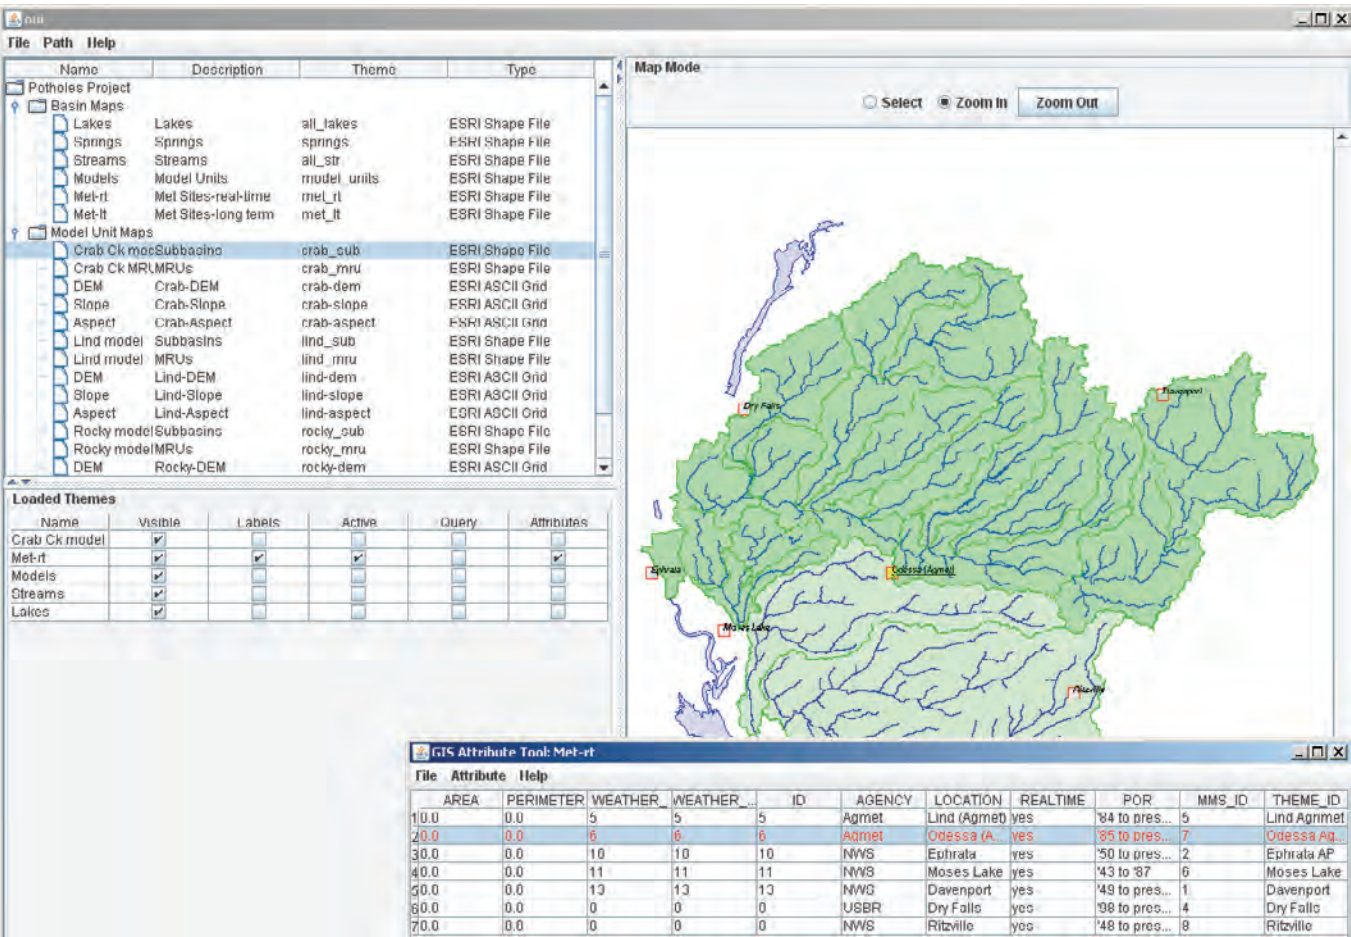 oui
File Path Help
Name Description Theme Type
Potholes Project
Basin Maps
Lakes Lakes all_lakes ESRI Shape File
Springs Springs springs ESRI Shape File
Streams Streams all_str ESRI Shape File
Models Model Units model_units ESRI Shape File
Met-rt Met Sites-real-time met_rt ESRI Shape File
Met-lt Met Sites-long term met_lt ESRI Shape File
Model Unit Maps
Crab Ck mod Subbasins crab_sub ESRI Shape File
Crab Ck MRU MRUs crab_mru ESRI Shape File
DEM Crab-DEM crab-dem ESRI ASCII Grid
Slope Crab-Slope crab-slope ESRI ASCII Grid
Aspect Crab-Aspect crab-aspect ESRI ASCII Grid
Lind model Subbasins lind_sub ESRI Shape File
Lind model MRUs lind_mru ESRI Shape File
DEM Lind-DEM lind-dem ESRI ASCII Grid
Slope Lind-Slope lind-slope ESRI ASCII Grid
Aspect Lind-Aspect lind-aspect ESRI ASCII Grid
Rocky model Subbasins rocky_sub ESRI Shape File
Rocky model MRUs rocky_mru ESRI Shape File
DEM Rocky-DEM rocky-dem ESRI ASCII Grid
Loaded Themes
Name Visible Labels Active Query Attributes
Crab Ck model
Met-rt
Models
Streams
Lakes
Map Mode
Select Zoom In Zoom Out
Davenport
Dry Falls
Ephrata
Odessa (Agmet)
Moses Lake
Ritzville
GIS Attribute Tool: Met-rt
File Attribute Help
AREA PERIMETER WEATHER_ WEATHER_... ID AGENCY LOCATION REALTIME POR MMS_ID THEME_ID
1 0.0 0.0 5 5 5 Agmet Lind (Agmet) yes '84 to pres... 5 Lind Agrimet
2 0.0 0.0 6 6 6 Agmet Odessa (A... yes '85 to pres... 7 Odessa Ag...
3 0.0 0.0 10 10 10 NWS Ephrata yes '50 to pres... 2 Ephrata AP
4 0.0 0.0 11 11 11 NWS Moses Lake yes '43 to '87 6 Moses Lake
5 0.0 0.0 13 13 13 NWS Davenport yes '49 to pres... 1 Davenport
6 0.0 0.0 0 0 0 USBR Dry Falls yes '98 to pres... 4 Dry Falls
7 0.0 0.0 0 0 0 NWS Ritzville yes '48 to pres... 8 Ritzville